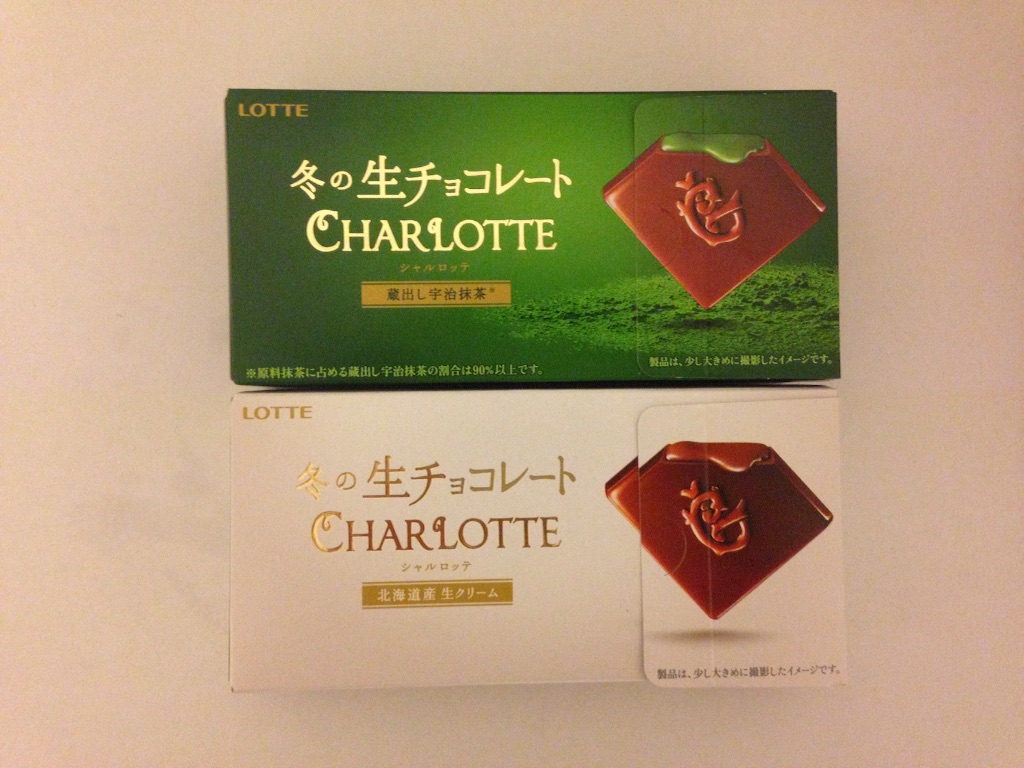 LOTTE
冬の生チョコレート
CHARLOTTE
シャルロッテ
蔵出し宇治抹茶※
※原料抹茶に占める蔵出し宇治抹茶の割合は90%以上です。
製品は、少し大きめに撮影したイメージです。
LOTTE
冬の生チョコレート
CHARLOTTE
シャルロッテ
北海道産 生クリーム
製品は、少し大きめに撮影したイメージです。